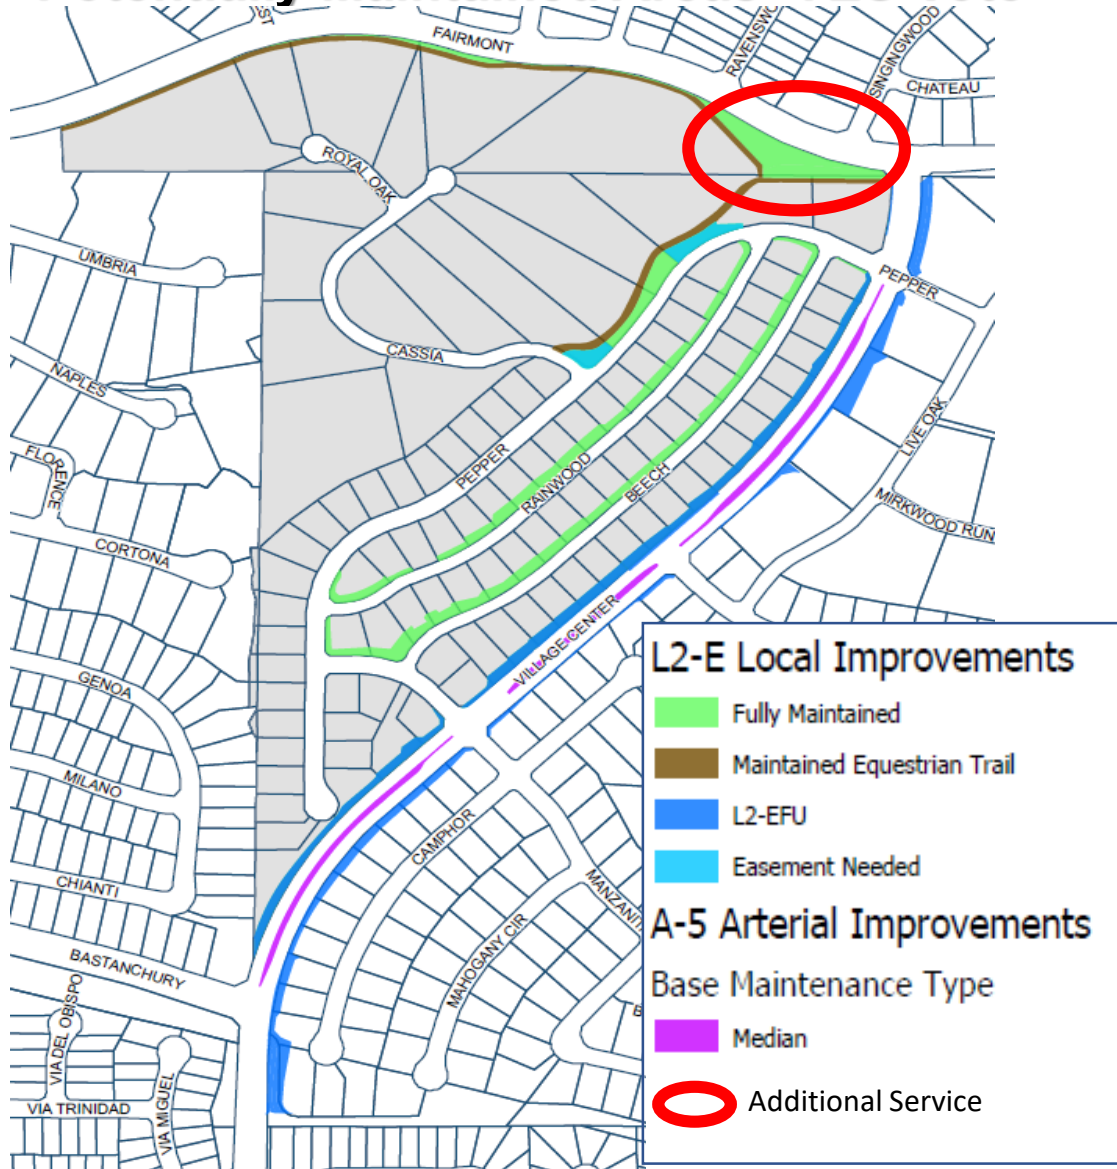 FAIRMONT
RAVENSWO
SINGINGWOOD
CHATEAU
ROYAL OAK
UMBRIA
PEPPER
CASSIA
NAPLES
LIVE OAK
FLORENCE
PEPPER
RAINWOOD
BEECH
MIRKWOOD RUN
CORTONA
VILLAGE CENTER
GENOA
MILANO
CAMPHOR
CHIANTI
MANZANIT
MAHOGANY CIR
BASTANCHURY
VIA DEL OBISPO
VIA TRINIDAD
VIA MIGUEL
L2-E Local Improvements
Fully Maintained
Maintained Equestrian Trail
L2-EFU
Easement Needed
A-5 Arterial Improvements
Base Maintenance Type
Median
Additional Service